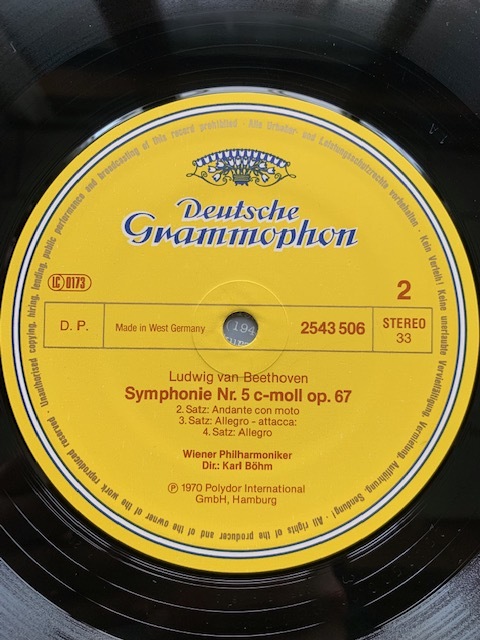 Unauthorised copying, hiring, lending, public performance and broadcasting of this record prohibited · Alle Urheber- und Leistungsschutzrechte vorbehalten · Kein Verleih! Keine unerlaubte Vervielfältigung, Vermietung, Aufführung, Sendung! · All rights of the producer and of the owner of the work reproduced reserved ·
Deutsche
Grammophon
LC 0173
2
D. P.
Made in West Germany
194
2543 506
STEREO
33
Ludwig van Beethoven
Symphonie Nr. 5 c-moll op. 67
2. Satz: Andante con moto
3. Satz: Allegro - attacca:
4. Satz: Allegro
Wiener Philharmoniker
Dir.: Karl Böhm
℗ 1970 Polydor International
GmbH, Hamburg